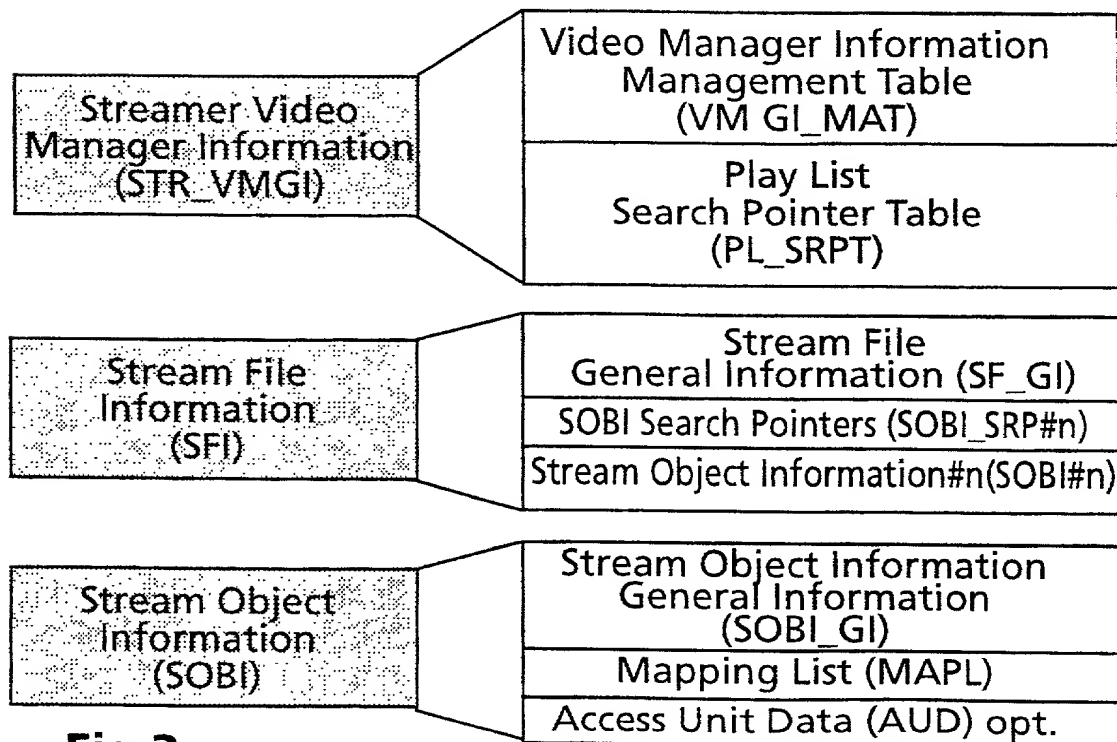 Streamer Video
Manager Information
(STR_VMGI)
Video Manager Information
Management Table
(VM GI_MAT)
Play List
Search Pointer Table
(PL_SRPT)
Stream File
Information
(SFI)
Stream File
General Information (SF_GI)
SOBI Search Pointers (SOBI_SRP#n)
Stream Object Information#n(SOBI#n)
Stream Object
Information
(SOBI)
Stream Object Information
General Information
(SOBI_GI)
Mapping List (MAPL)
Access Unit Data (AUD) opt.